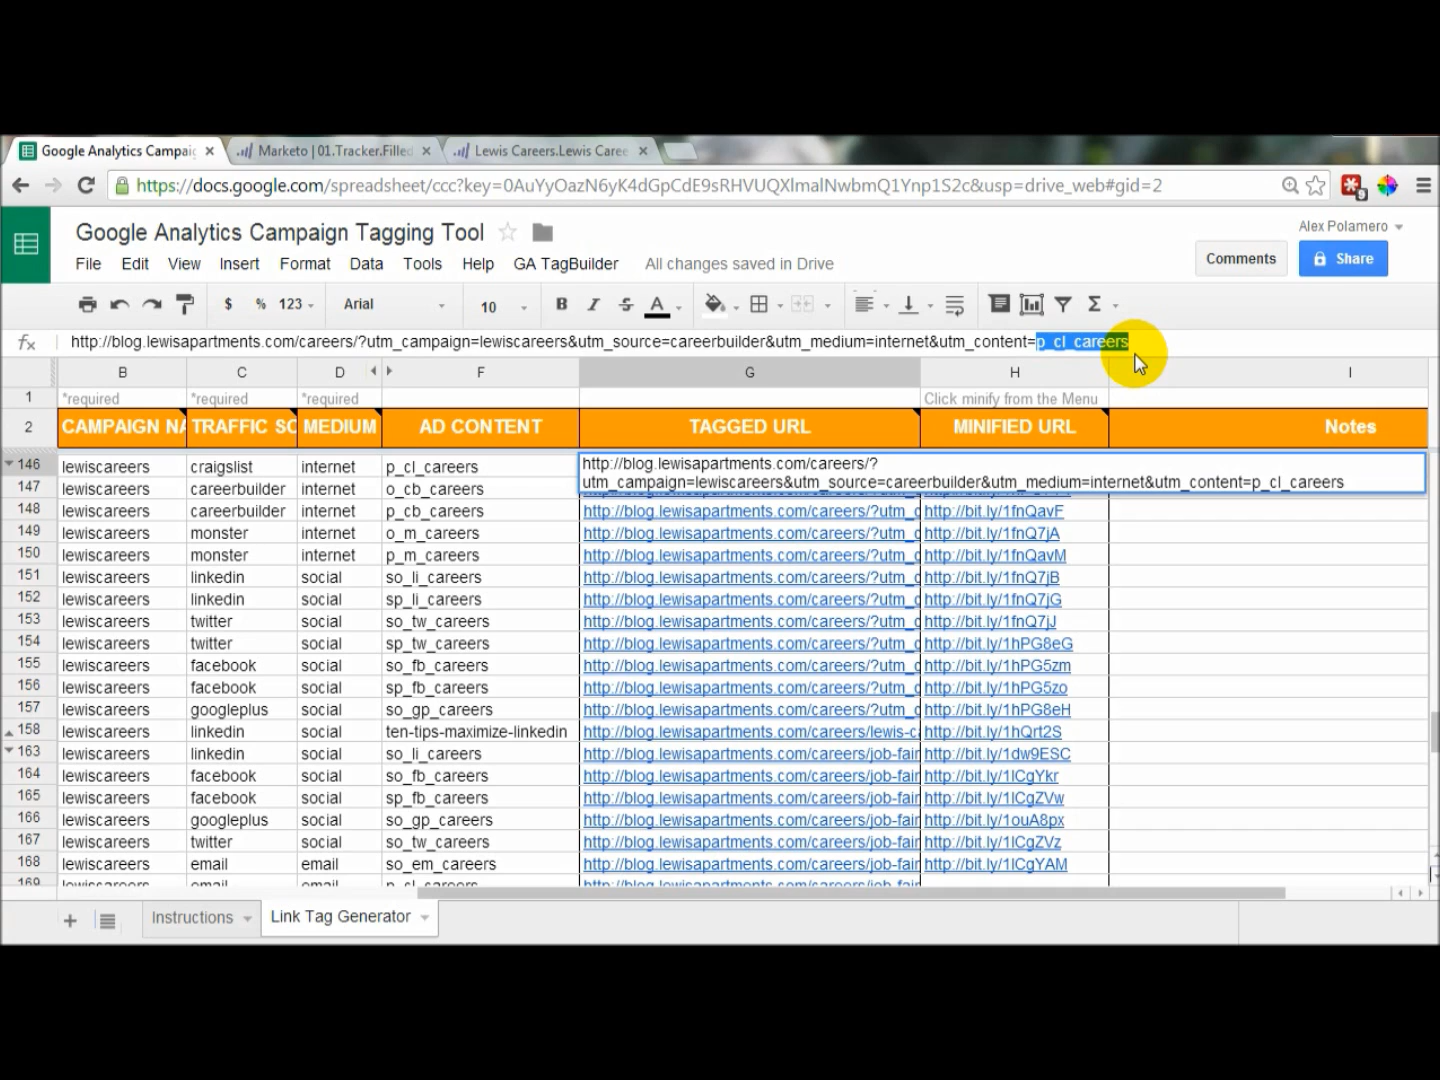 Google Analytics Campaig
Marketo | 01.Tracker.Filled
Lewis Careers.Lewis Caree
https://docs.google.com/spreadsheet/ccc?key=0AuYyOazN6yK4dGpCdE9sRHVUQXlmalNwbmQ1Ynp1S2c&usp=drive_web#gid=2
9
Google Analytics Campaign Tagging Tool
Alex Polamero
File Edit View Insert Format Data Tools Help GA TagBuilder All changes saved in Drive
Comments Share
$ % 123 Arial 10 B I S A Σ
fx http://blog.lewisapartments.com/careers/?utm_campaign=lewiscareers&utm_source=careerbuilder&utm_medium=internet&utm_content=p_cl_careers
B C D F G H I
1 *required *required *required Click minify from the Menu
2 CAMPAIGN NA TRAFFIC SO MEDIUM AD CONTENT TAGGED URL MINIFIED URL Notes
146 lewiscareers craigslist internet p_cl_careers http://blog.lewisapartments.com/careers/?
utm_campaign=lewiscareers&utm_source=careerbuilder&utm_medium=internet&utm_content=p_cl_careers
147 lewiscareers careerbuilder internet o_cb_careers
148 lewiscareers careerbuilder internet p_cb_careers http://blog.lewisapartments.com/careers/?utm_c http://bit.ly/1fnQavF
149 lewiscareers monster internet o_m_careers http://blog.lewisapartments.com/careers/?utm_c http://bit.ly/1fnQ7jA
150 lewiscareers monster internet p_m_careers http://blog.lewisapartments.com/careers/?utm_c http://bit.ly/1fnQavM
151 lewiscareers linkedin social so_li_careers http://blog.lewisapartments.com/careers/?utm_c http://bit.ly/1fnQ7jB
152 lewiscareers linkedin social sp_li_careers http://blog.lewisapartments.com/careers/?utm_c http://bit.ly/1fnQ7jG
153 lewiscareers twitter social so_tw_careers http://blog.lewisapartments.com/careers/?utm_c http://bit.ly/1fnQ7jJ
154 lewiscareers twitter social sp_tw_careers http://blog.lewisapartments.com/careers/?utm_c http://bit.ly/1hPG8eG
155 lewiscareers facebook social so_fb_careers http://blog.lewisapartments.com/careers/?utm_c http://bit.ly/1hPG5zm
156 lewiscareers facebook social sp_fb_careers http://blog.lewisapartments.com/careers/?utm_c http://bit.ly/1hPG5zo
157 lewiscareers googleplus social so_gp_careers http://blog.lewisapartments.com/careers/?utm_c http://bit.ly/1hPG8eH
158 lewiscareers linkedin social ten-tips-maximize-linkedin http://blog.lewisapartments.com/careers/lewis-ca http://bit.ly/1hQrt2S
163 lewiscareers linkedin social so_li_careers http://blog.lewisapartments.com/careers/job-fair http://bit.ly/1dw9ESC
164 lewiscareers facebook social so_fb_careers http://blog.lewisapartments.com/careers/job-fair http://bit.ly/1lCgYkr
165 lewiscareers facebook social sp_fb_careers http://blog.lewisapartments.com/careers/job-fair http://bit.ly/1lCgZVw
166 lewiscareers googleplus social so_gp_careers http://blog.lewisapartments.com/careers/job-fair http://bit.ly/1ouA8px
167 lewiscareers twitter social so_tw_careers http://blog.lewisapartments.com/careers/job-fair http://bit.ly/1lCgZVz
168 lewiscareers email email so_em_careers http://blog.lewisapartments.com/careers/job-fair http://bit.ly/1lCgYAM
169 lewiscareers email email p_cl_careers http://blog.lewisapartments.com/careers/job-fair
Instructions Link Tag Generator